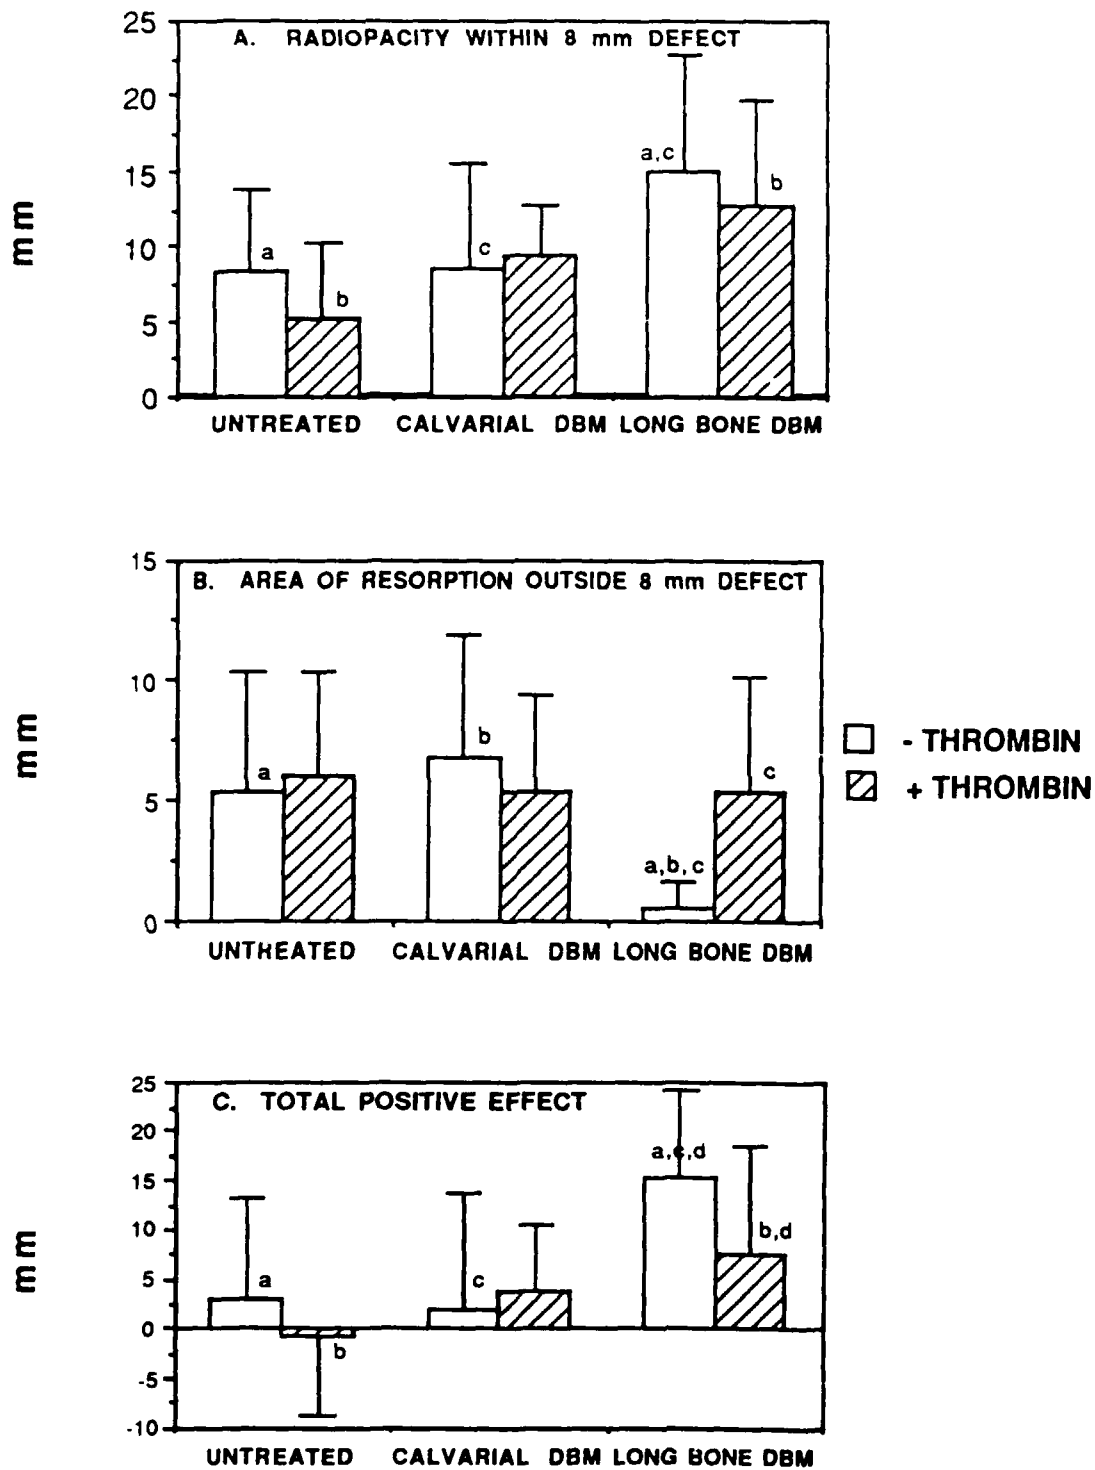 25
A. RADIOPACITY WITHIN 8 mm DEFECT
20
a,c
15
b
mm
a
c
10
b
5
0
UNTREATED CALVARIAL DBM LONG BONE DBM
15
B. AREA OF RESORPTION OUTSIDE 8 mm DEFECT
10
b
mm
- THROMBIN
a
c
+ THROMBIN
5
a,b,c
0
UNTREATED CALVARIAL DBM LONG BONE DBM
25
C. TOTAL POSITIVE EFFECT
20
a,c,d
15
b,d
10
mm
a
c
5
0
b
-5
-10
UNTREATED CALVARIAL DBM LONG BONE DBM